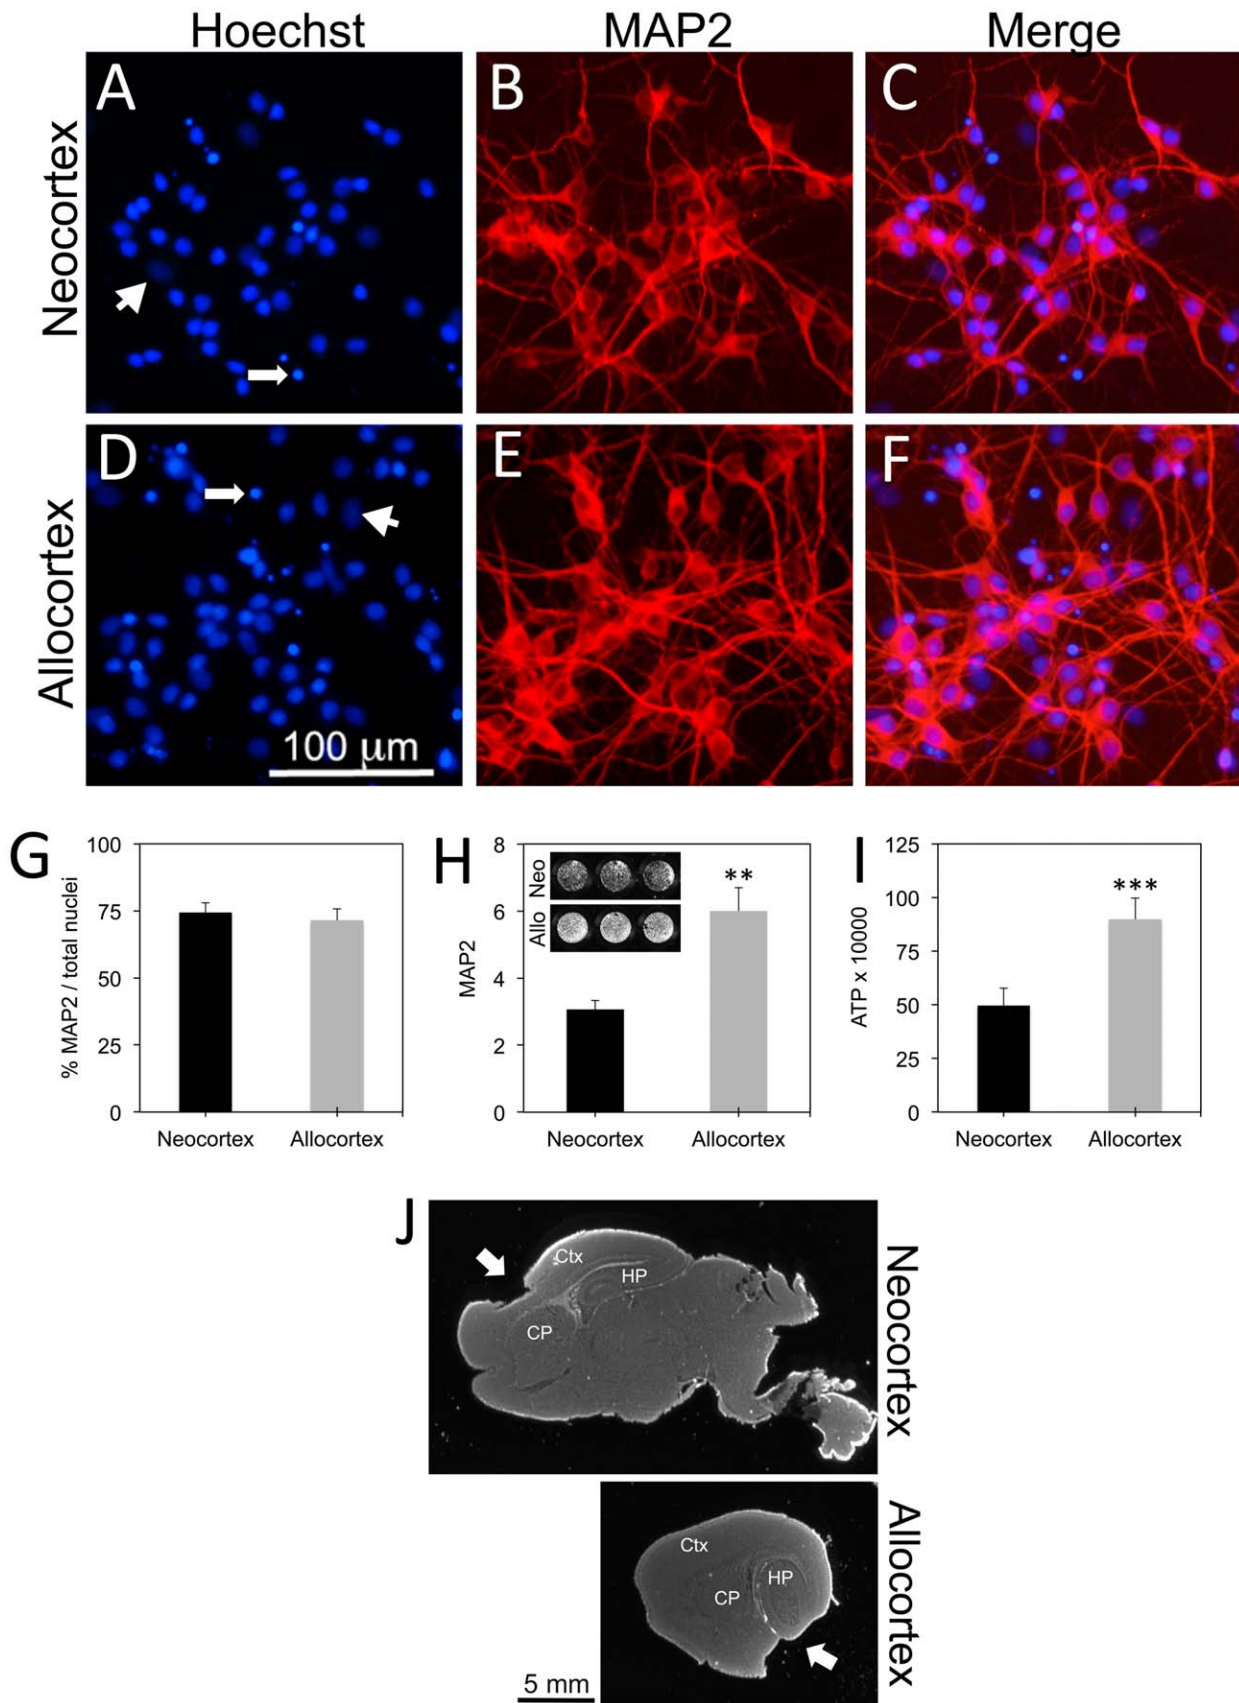 Hoechst MAP2 Merge
Neocortex
A B C
Allocortex
D E F
100 µm
G
% MAP2 / total nuclei
100
75
50
25
0
Neocortex Allocortex
H
MAP2
8
6
4
2
0
Neo
Allo
**
Neocortex Allocortex
I
ATP x 10000
125
100
75
50
25
0
***
Neocortex Allocortex
J
Ctx
HP
CP
Neocortex
Ctx
HP
CP
Allocortex
5 mm